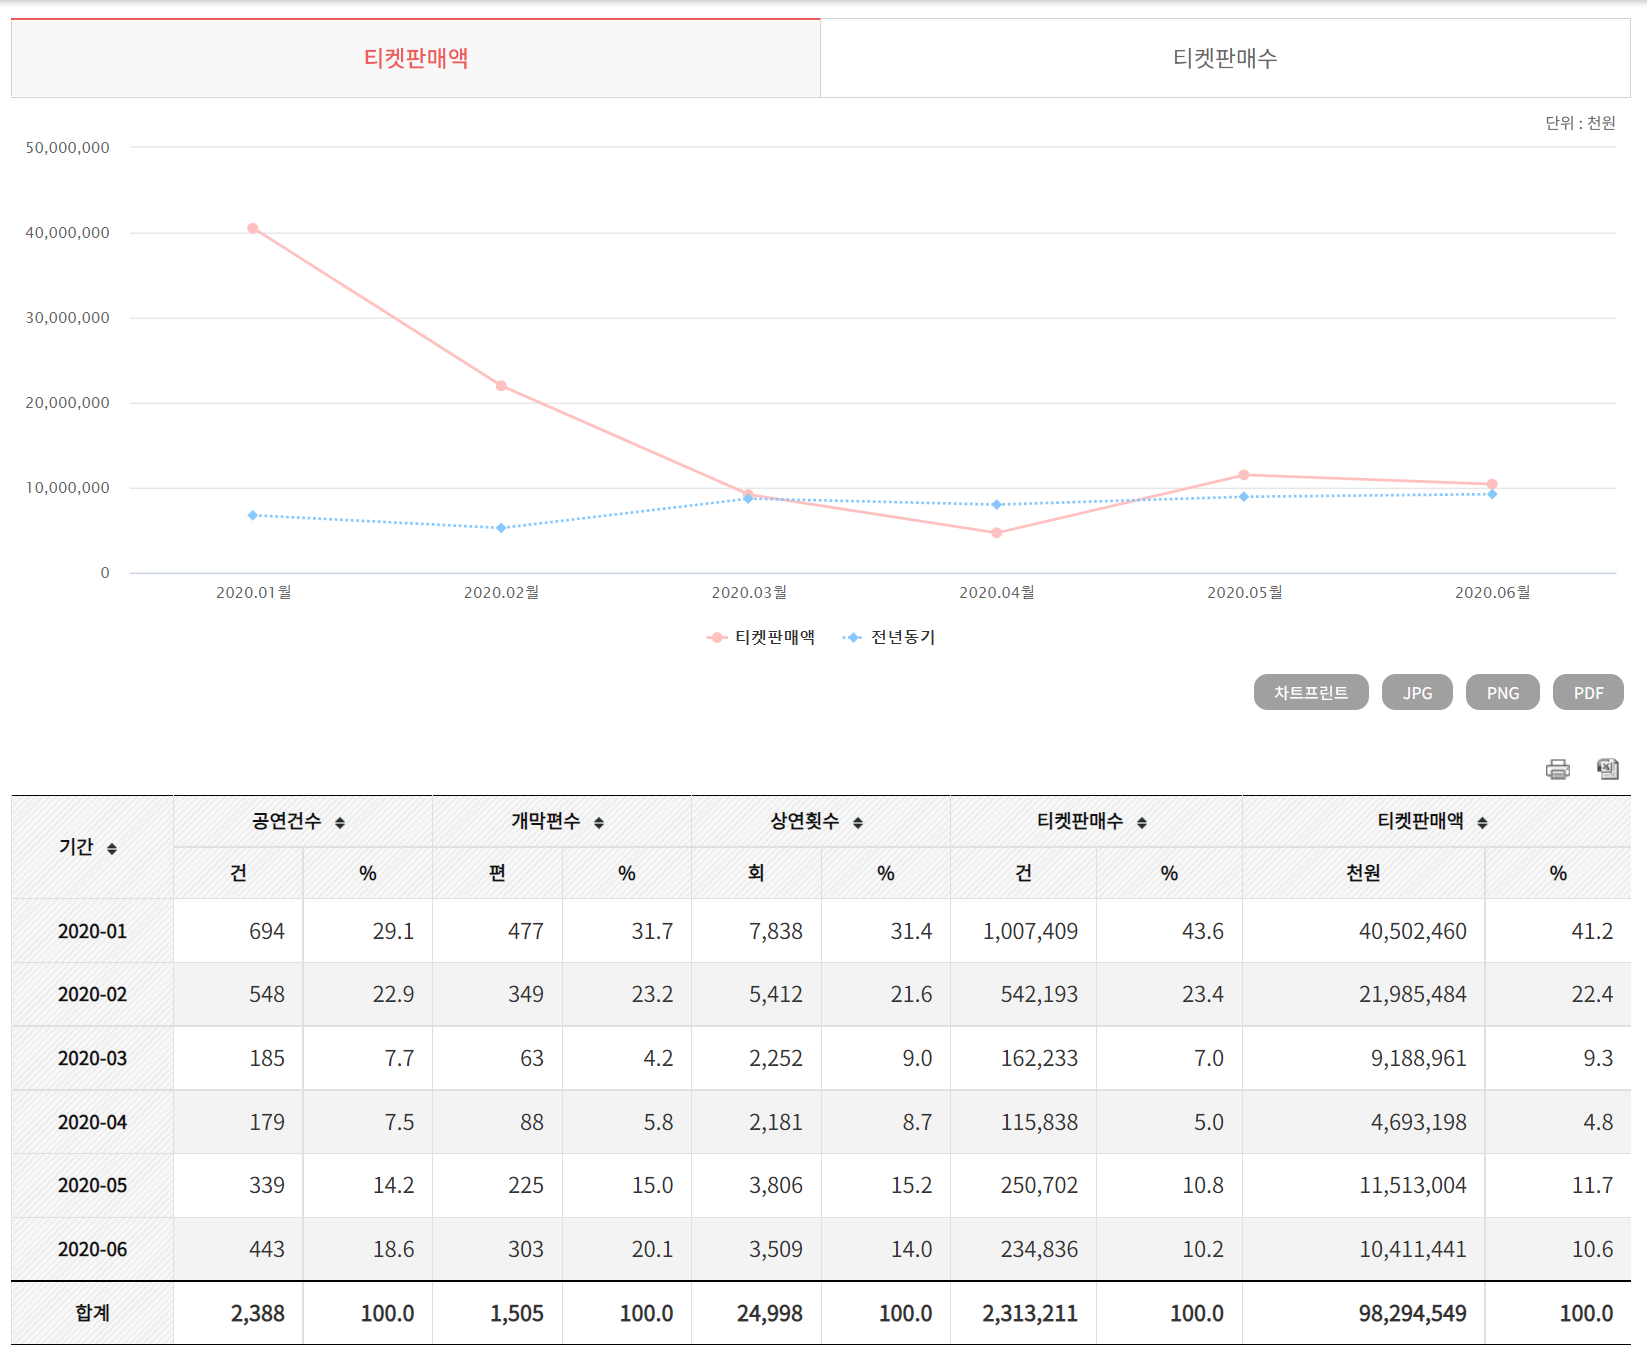 티켓판매액 티켓판매수
단위 : 천원
50,000,000
40,000,000
30,000,000
20,000,000
10,000,000
0
2020.01월 2020.02월 2020.03월 2020.04월 2020.05월 2020.06월
티켓판매액 전년동기
차트프린트 JPG PNG PDF
기간 공연건수 개막편수 상연횟수 티켓판매수 티켓판매액
건 % 편 % 회 % 건 % 천원 %
2020-01 694 29.1 477 31.7 7,838 31.4 1,007,409 43.6 40,502,460 41.2
2020-02 548 22.9 349 23.2 5,412 21.6 542,193 23.4 21,985,484 22.4
2020-03 185 7.7 63 4.2 2,252 9.0 162,233 7.0 9,188,961 9.3
2020-04 179 7.5 88 5.8 2,181 8.7 115,838 5.0 4,693,198 4.8
2020-05 339 14.2 225 15.0 3,806 15.2 250,702 10.8 11,513,004 11.7
2020-06 443 18.6 303 20.1 3,509 14.0 234,836 10.2 10,411,441 10.6
합계 2,388 100.0 1,505 100.0 24,998 100.0 2,313,211 100.0 98,294,549 100.0